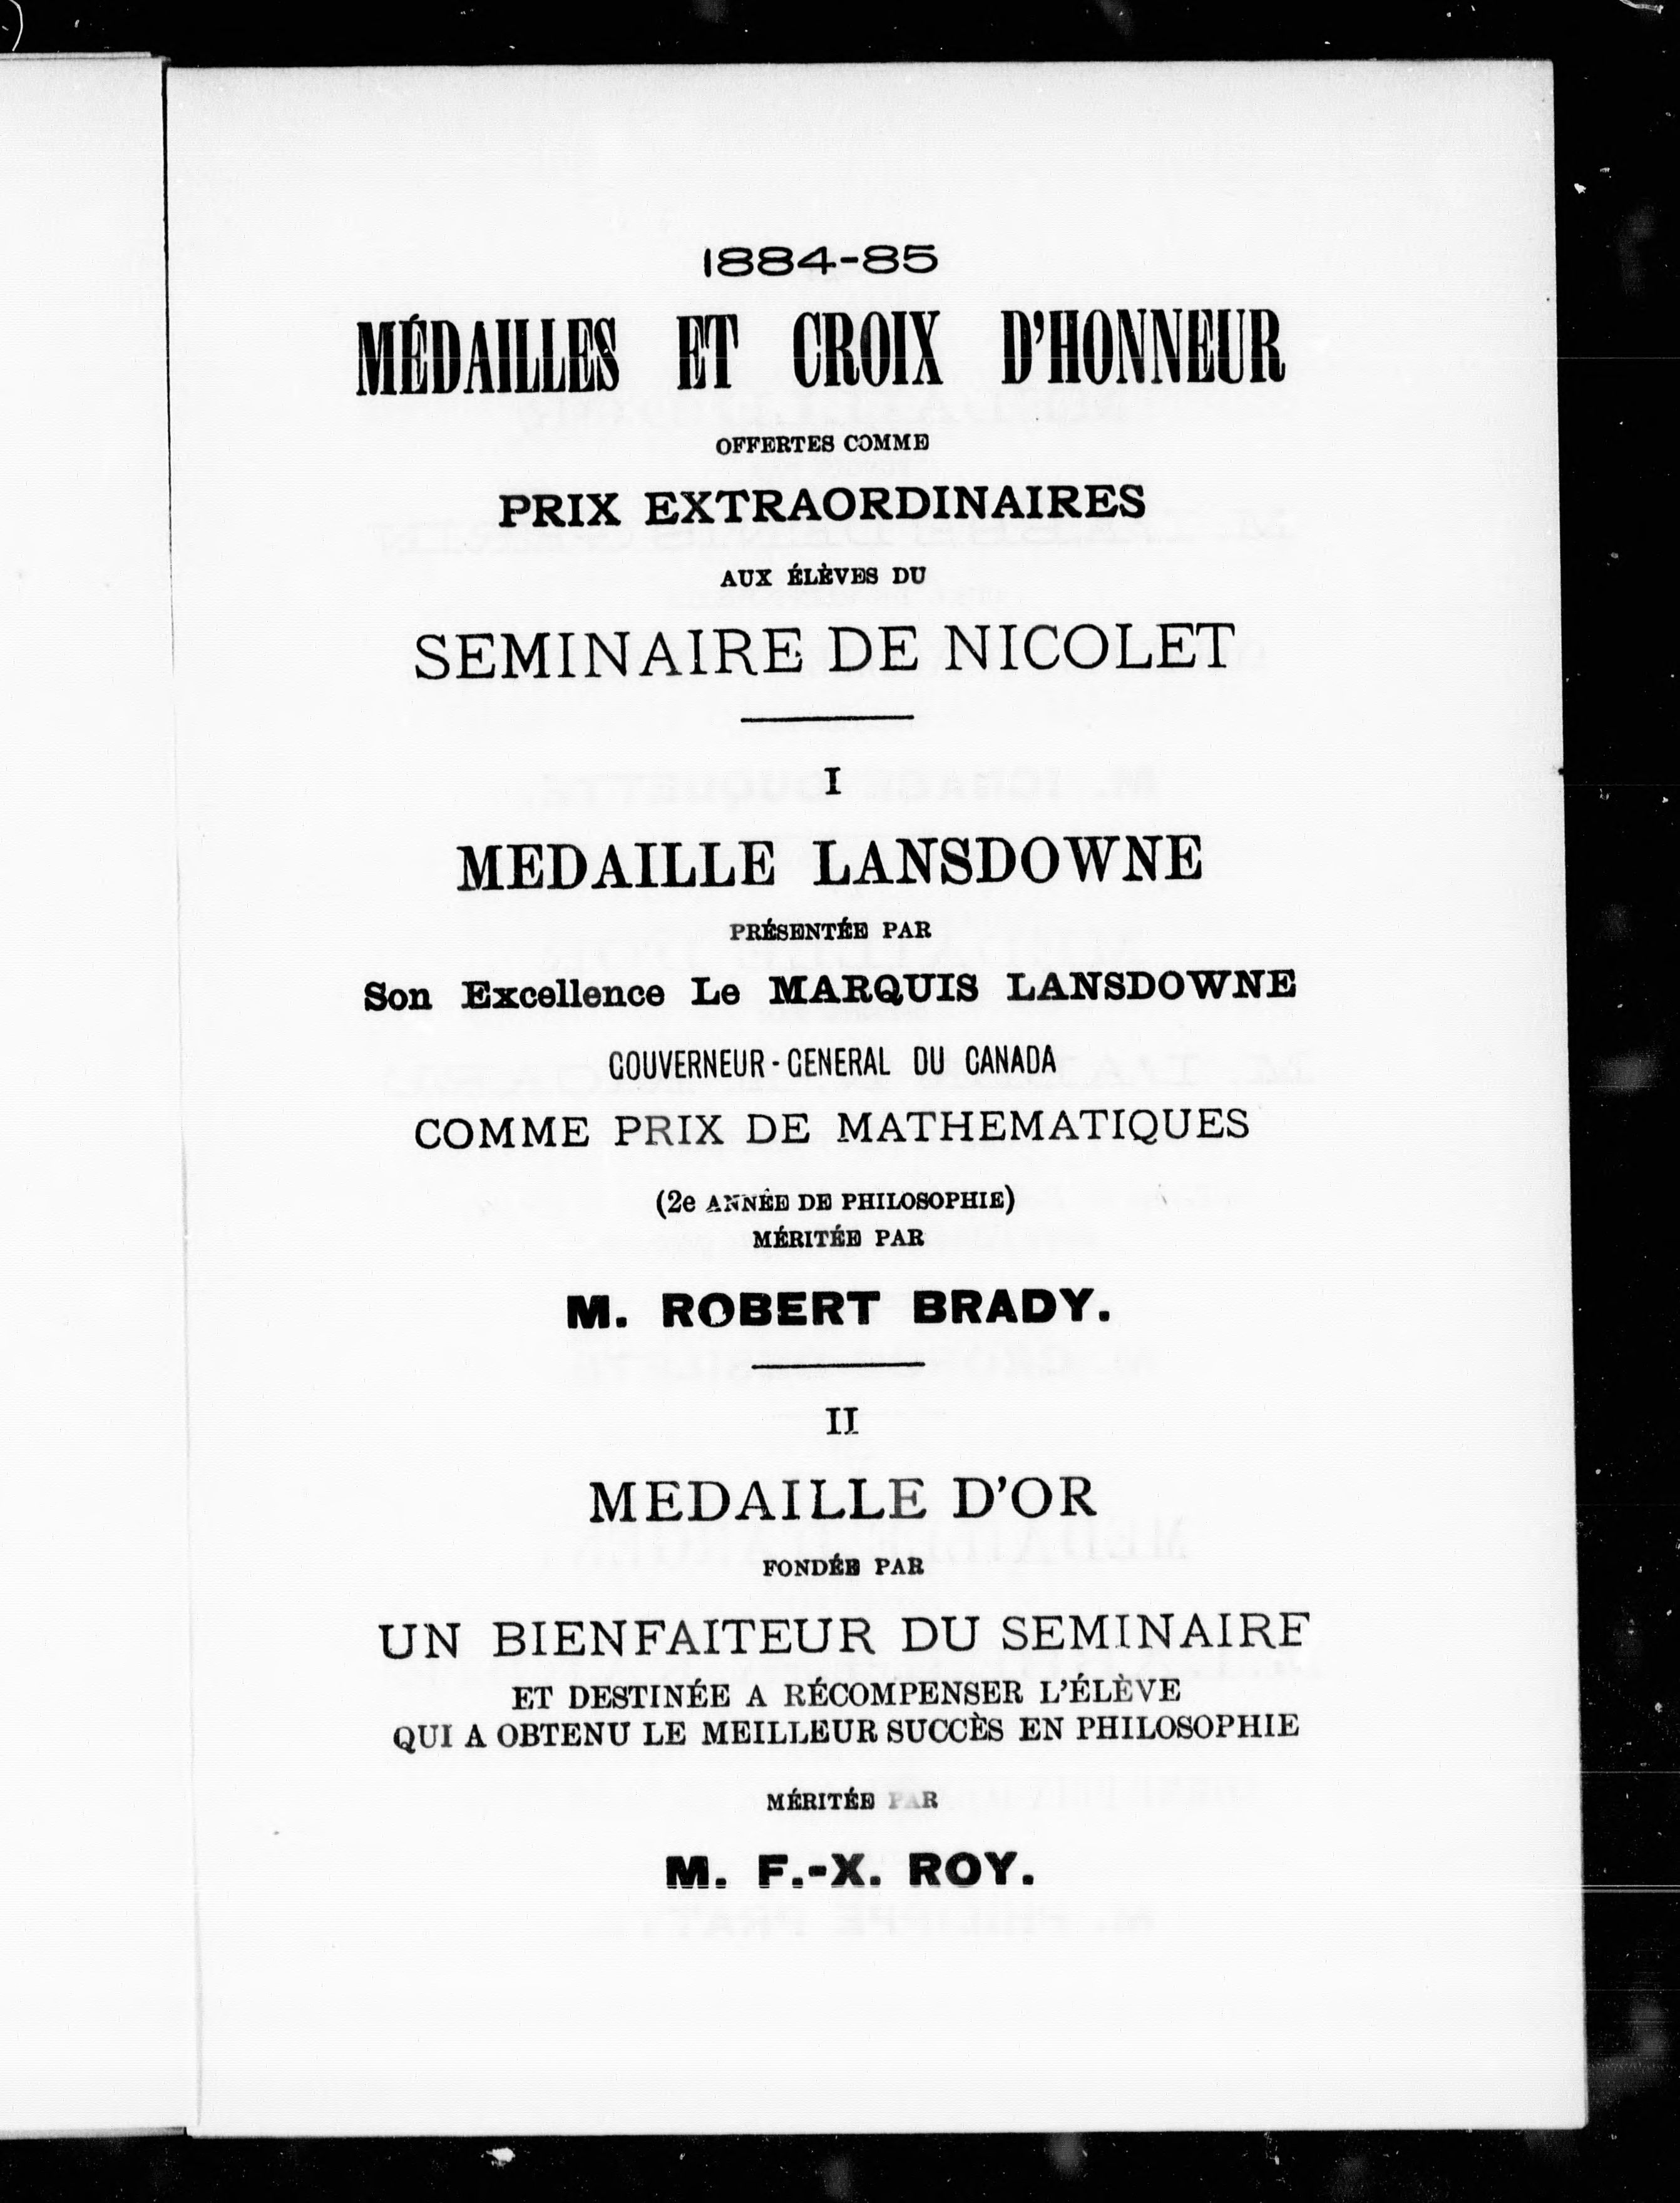 1884-85
MÉDAILLES ET CROIX D'HONNEUR
OFFERTES COMME
PRIX EXTRAORDINAIRES
AUX ÉLÈVES DU
SEMINAIRE DE NICOLET
I
MEDAILLE LANSDOWNE
PRÉSENTÉE PAR
Son Excellence Le MARQUIS LANSDOWNE
GOUVERNEUR-GENERAL DU CANADA
COMME PRIX DE MATHEMATIQUES
(2e ANNÉE DE PHILOSOPHIE)
MÉRITÉE PAR
M. ROBERT BRADY.
II
MEDAILLE D'OR
FONDÉE PAR
UN BIENFAITEUR DU SEMINAIRE
ET DESTINÉE A RÉCOMPENSER L'ÉLÈVE
QUI A OBTENU LE MEILLEUR SUCCÈS EN PHILOSOPHIE
MÉRITÉE PAR
M. F.-X. ROY.